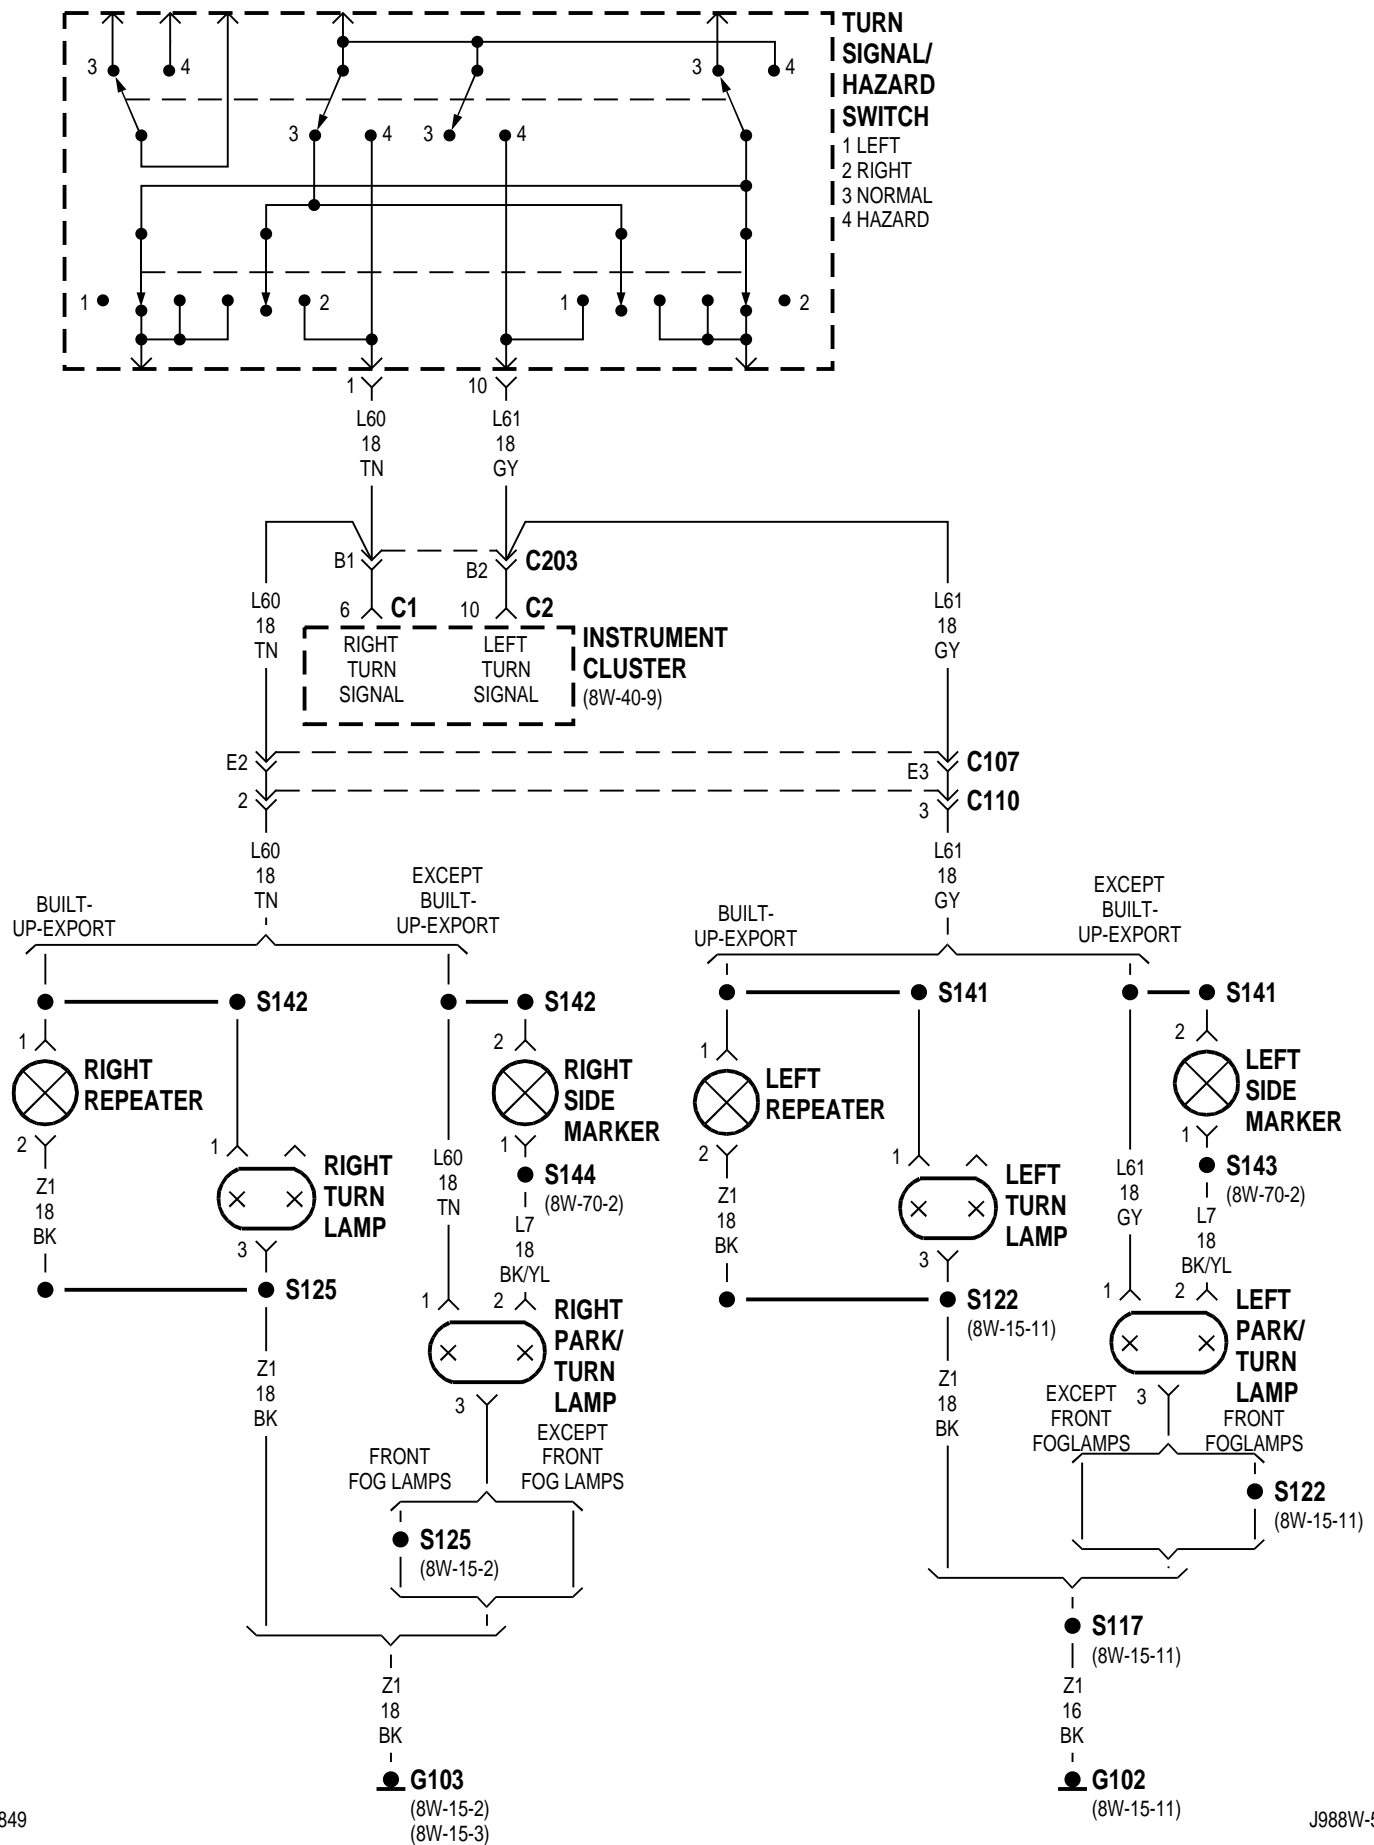 TURN
SIGNAL/
HAZARD
SWITCH
1 LEFT
2 RIGHT
3 NORMAL
4 HAZARD
3
4
3
4
3
4
3
4
1
2
1
2
1
10
L60
18
TN
L61
18
GY
B1
B2
C203
6
C1
10
C2
L60
18
TN
L61
18
GY
RIGHT
TURN
SIGNAL
LEFT
TURN
SIGNAL
INSTRUMENT
CLUSTER
(8W-40-9)
E2
E3
C107
2
3
C110
L60
18
TN
L61
18
GY
BUILT-
UP-EXPORT
EXCEPT
BUILT-
UP-EXPORT
BUILT-
UP-EXPORT
EXCEPT
BUILT-
UP-EXPORT
S142
S142
S141
S141
1
RIGHT
REPEATER
2
Z1
18
BK
1
RIGHT
TURN
LAMP
3
S125
2
RIGHT
SIDE
MARKER
1
S144
(8W-70-2)
L60
18
TN
L7
18
BK/YL
1
2
RIGHT
PARK/
TURN
LAMP
3
1
LEFT
REPEATER
2
Z1
18
BK
1
LEFT
TURN
LAMP
3
S122
(8W-15-11)
2
LEFT
SIDE
MARKER
1
S143
(8W-70-2)
L61
18
GY
L7
18
BK/YL
1
2
LEFT
PARK/
TURN
LAMP
3
Z1
18
BK
FRONT
FOG LAMPS
EXCEPT
FRONT
FOG LAMPS
S125
(8W-15-2)
Z1
18
BK
EXCEPT
FRONT
FOGLAMPS
FRONT
FOGLAMPS
S122
(8W-15-11)
S117
(8W-15-11)
Z1
18
BK
Z1
16
BK
G103
(8W-15-2)
(8W-15-3)
G102
(8W-15-11)
849
J988W-5